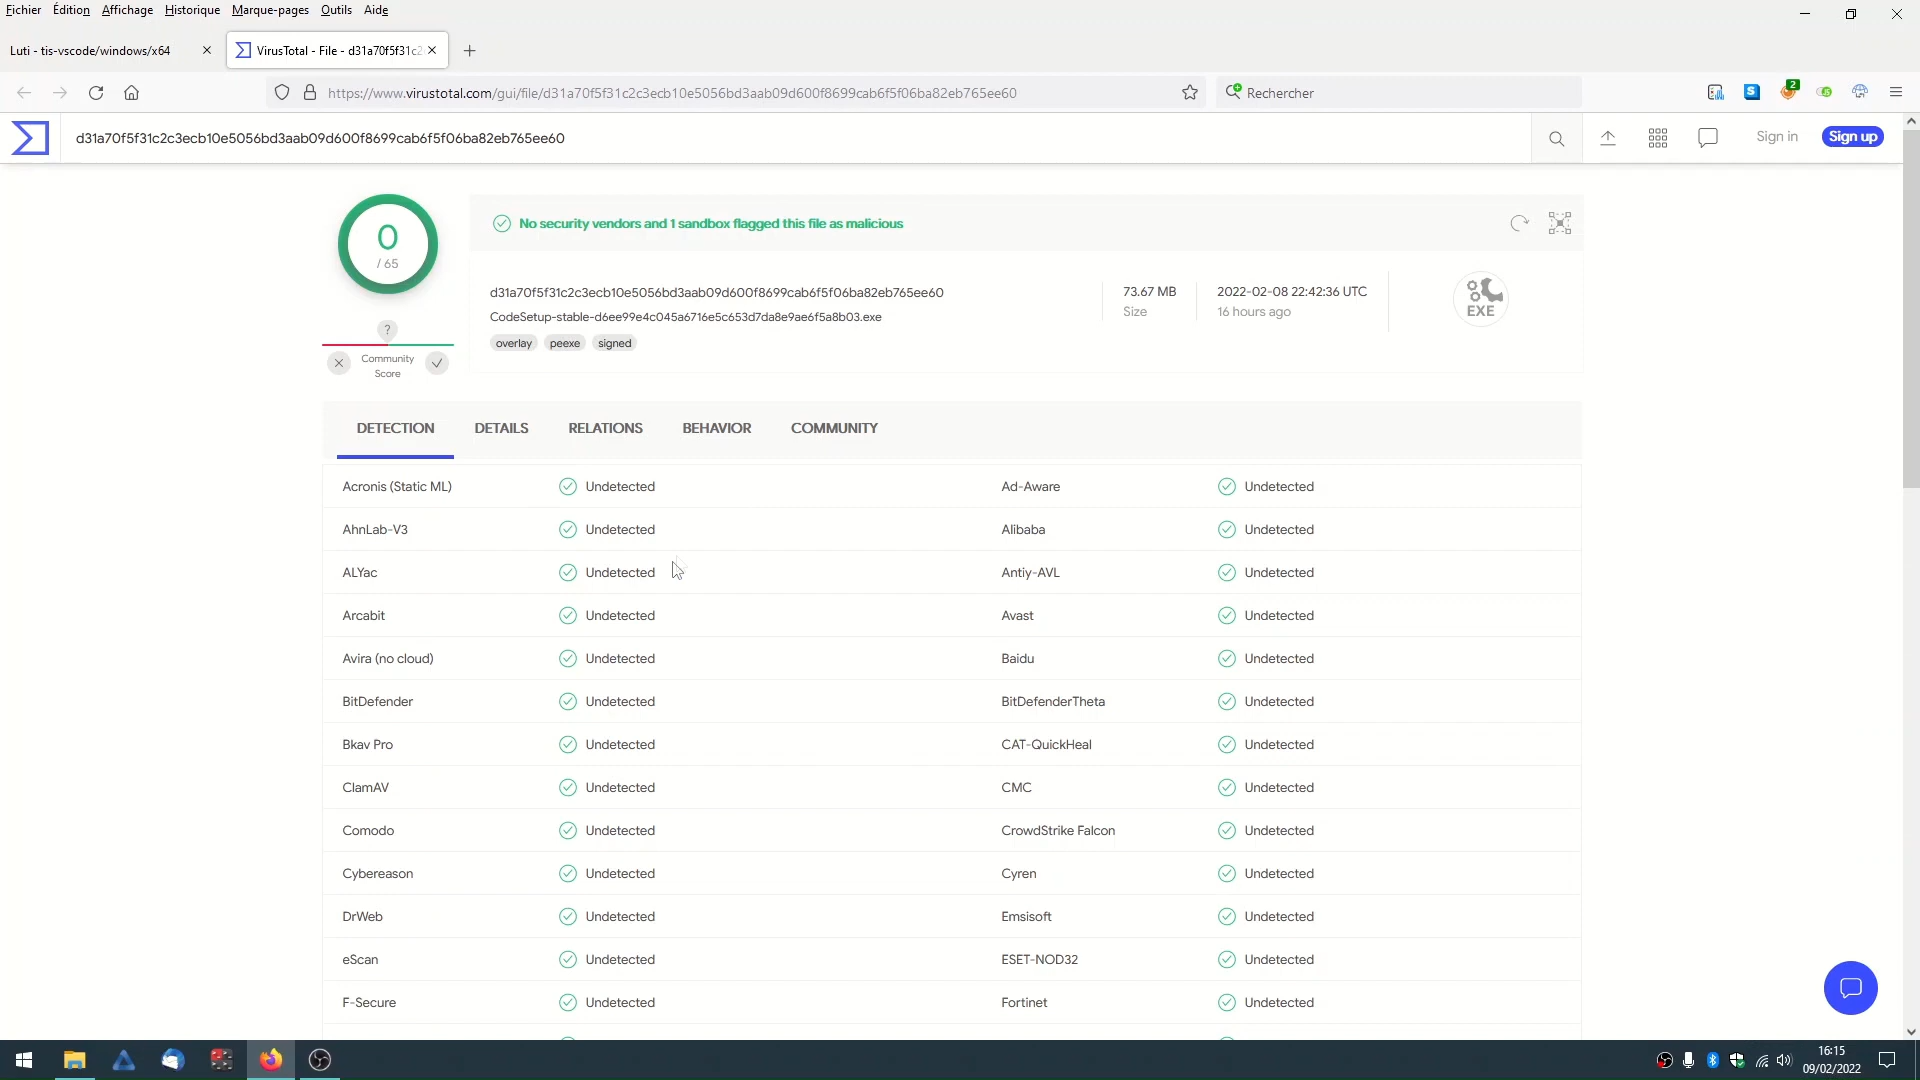 Fichier Édition Affichage Historique Marque-pages Outils Aide
Luti - tis-vscode/windows/x64
VirusTotal - File - d31a70f5f31c2
https://www.virustotal.com/gui/file/d31a70f5f31c2c3ecb10e5056bd3aab09d600f8699cab6f5f06ba82eb765ee60
Rechercher
2
d31a70f5f31c2c3ecb10e5056bd3aab09d600f8699cab6f5f06ba82eb765ee60
Sign in
Sign up
0
/ 65
No security vendors and 1 sandbox flagged this file as malicious
d31a70f5f31c2c3ecb10e5056bd3aab09d600f8699cab6f5f06ba82eb765ee60
CodeSetup-stable-d6ee99e4c045a6716e5c653d7da8e9ae6f5a8b03.exe
overlay peexe signed
73.67 MB
Size
2022-02-08 22:42:36 UTC
16 hours ago
EXE
?
Community
Score
DETECTION DETAILS RELATIONS BEHAVIOR COMMUNITY
Acronis (Static ML) Undetected Ad-Aware Undetected
AhnLab-V3 Undetected Alibaba Undetected
ALYac Undetected Antiy-AVL Undetected
Arcabit Undetected Avast Undetected
Avira (no cloud) Undetected Baidu Undetected
BitDefender Undetected BitDefenderTheta Undetected
Bkav Pro Undetected CAT-QuickHeal Undetected
ClamAV Undetected CMC Undetected
Comodo Undetected CrowdStrike Falcon Undetected
Cybereason Undetected Cyren Undetected
DrWeb Undetected Emsisoft Undetected
eScan Undetected ESET-NOD32 Undetected
F-Secure Undetected Fortinet Undetected
16:15
09/02/2022